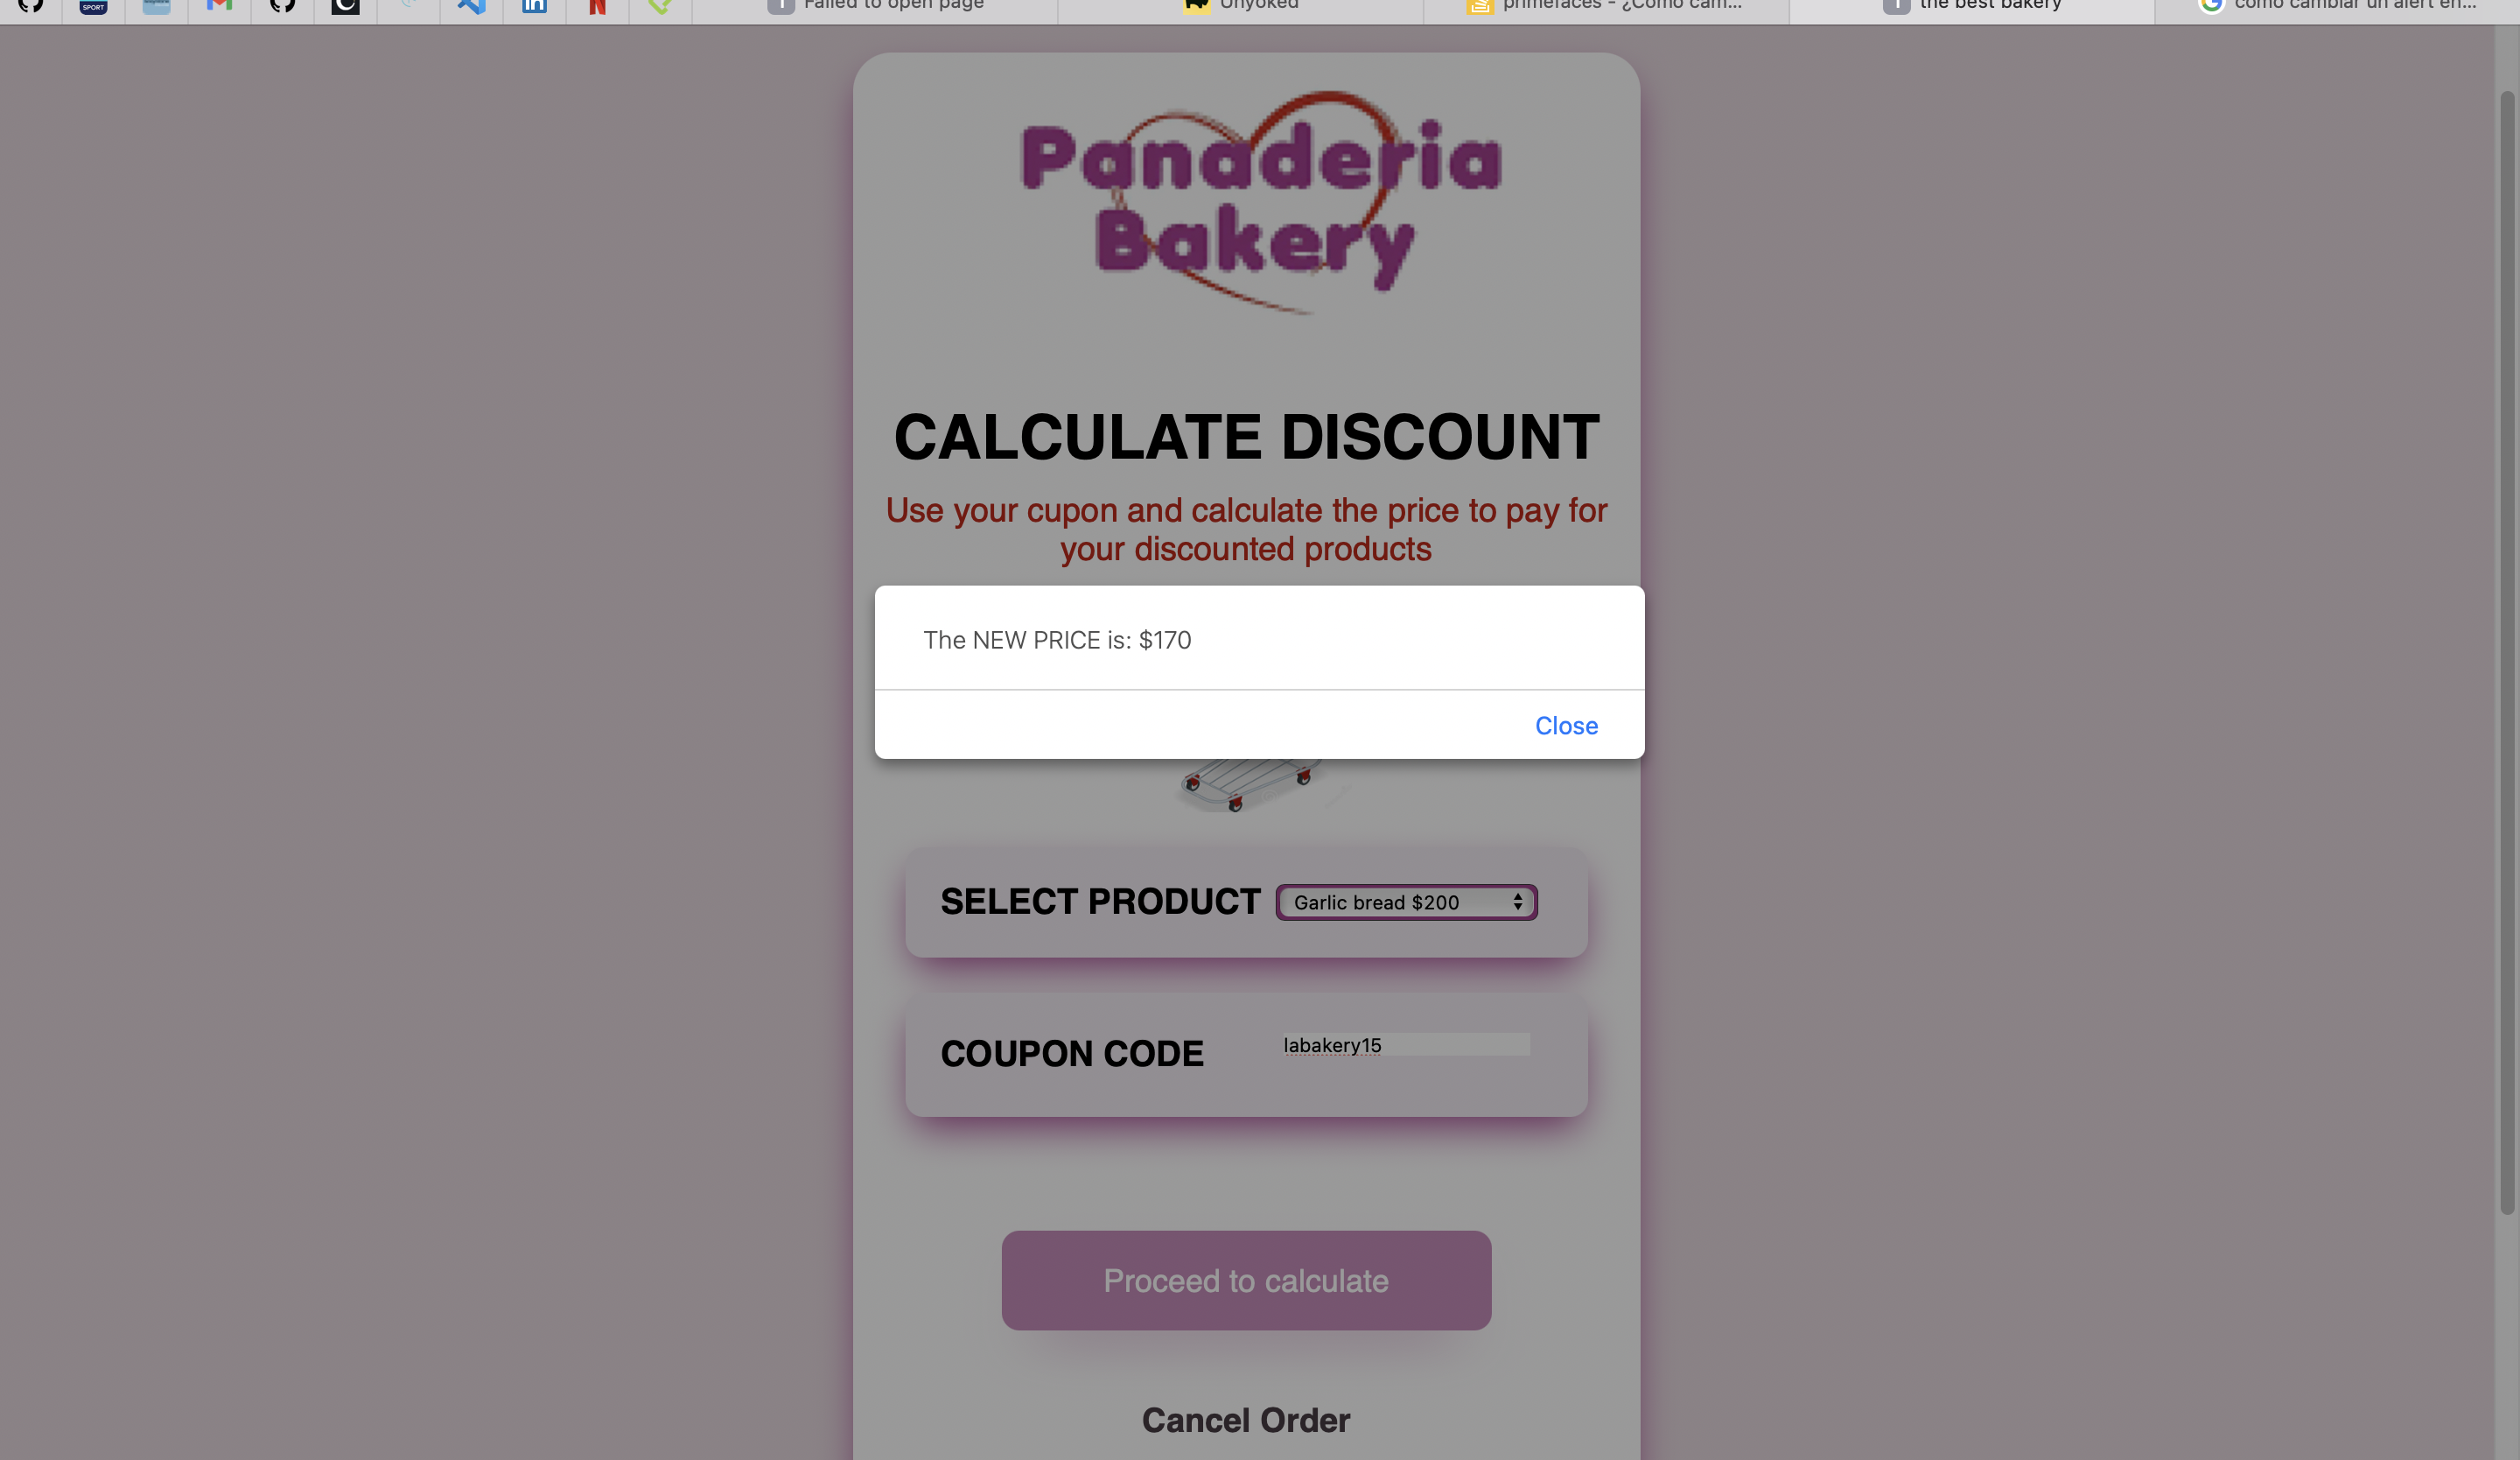 SPORT
Failed to open page
Unyoked
primefaces - ¿Cómo cam...
the best bakery
como cambiar un alert en...
Panaderia
Bakery
CALCULATE DISCOUNT
Use your cupon and calculate the price to pay for
your discounted products
The NEW PRICE is: $170
Close
SELECT PRODUCT Garlic bread $200
COUPON CODE labakery15
Proceed to calculate
Cancel Order